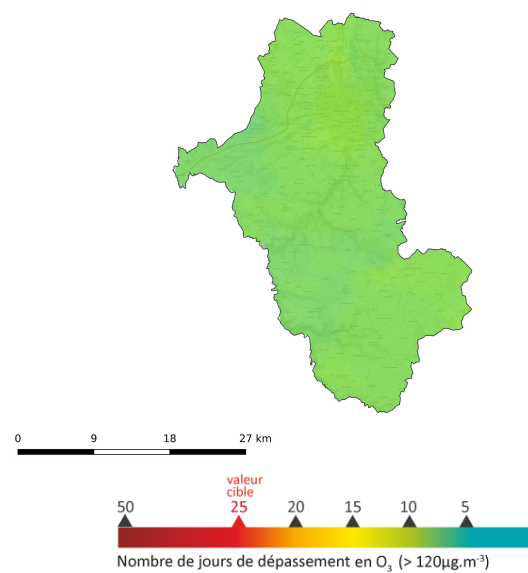 0 9 18 27 km
valeur
cible
50 25 20 15 10 5
Nombre de jours de dépassement en O₃ (> 120µg.m⁻³)